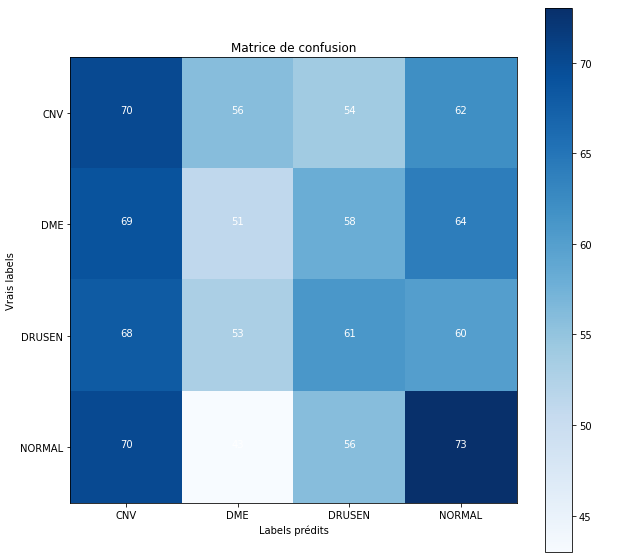 Matrice de confusion
CNV 70 56 54 62
DME 69 51 58 64
DRUSEN 68 53 61 60
NORMAL 70 56 73
CNV DME DRUSEN NORMAL
Labels prédits
Vrais labels
70
65
60
55
50
45